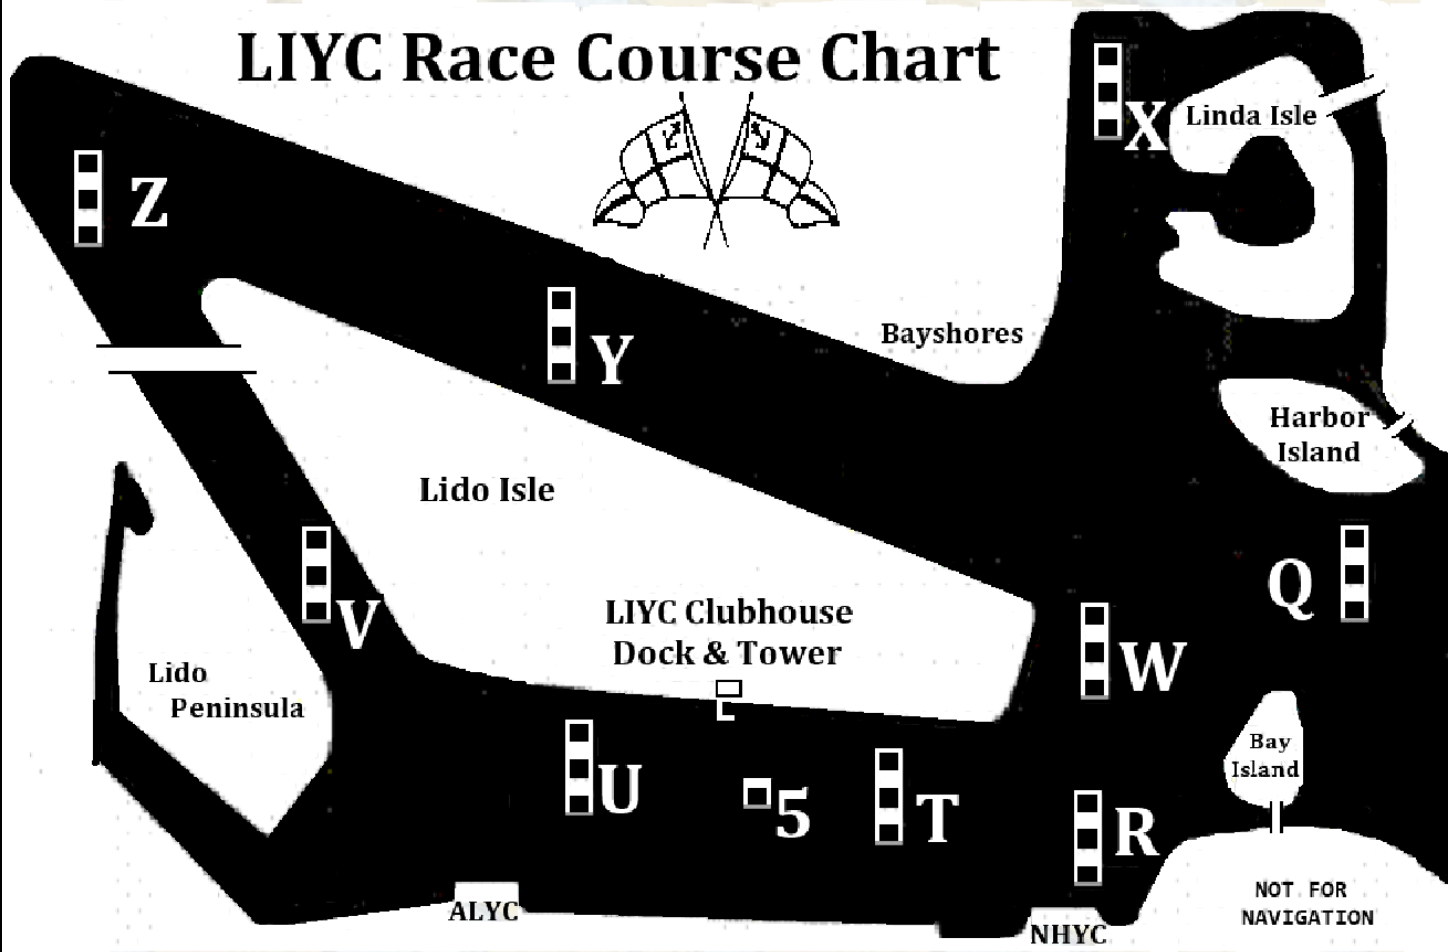 LIYC Race Course Chart
X
Linda Isle
Z
Bayshores
Y
Harbor
Island
Lido Isle
Q
LIYC Clubhouse
Dock & Tower
V
W
Lido
Peninsula
Bay
Island
U
5
T
R
NOT FOR
NAVIGATION
ALYC
NHYC